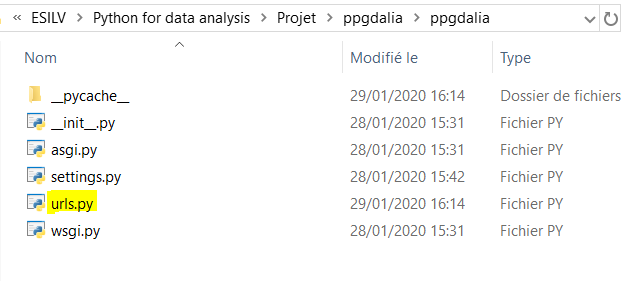 « ESILV > Python for data analysis > Projet > ppgdalia > ppgdalia
Nom Modifié le Type
__pycache__ 29/01/2020 16:14 Dossier de fichiers
__init__.py 28/01/2020 15:31 Fichier PY
asgi.py 28/01/2020 15:31 Fichier PY
settings.py 28/01/2020 15:42 Fichier PY
urls.py 29/01/2020 16:14 Fichier PY
wsgi.py 28/01/2020 15:31 Fichier PY